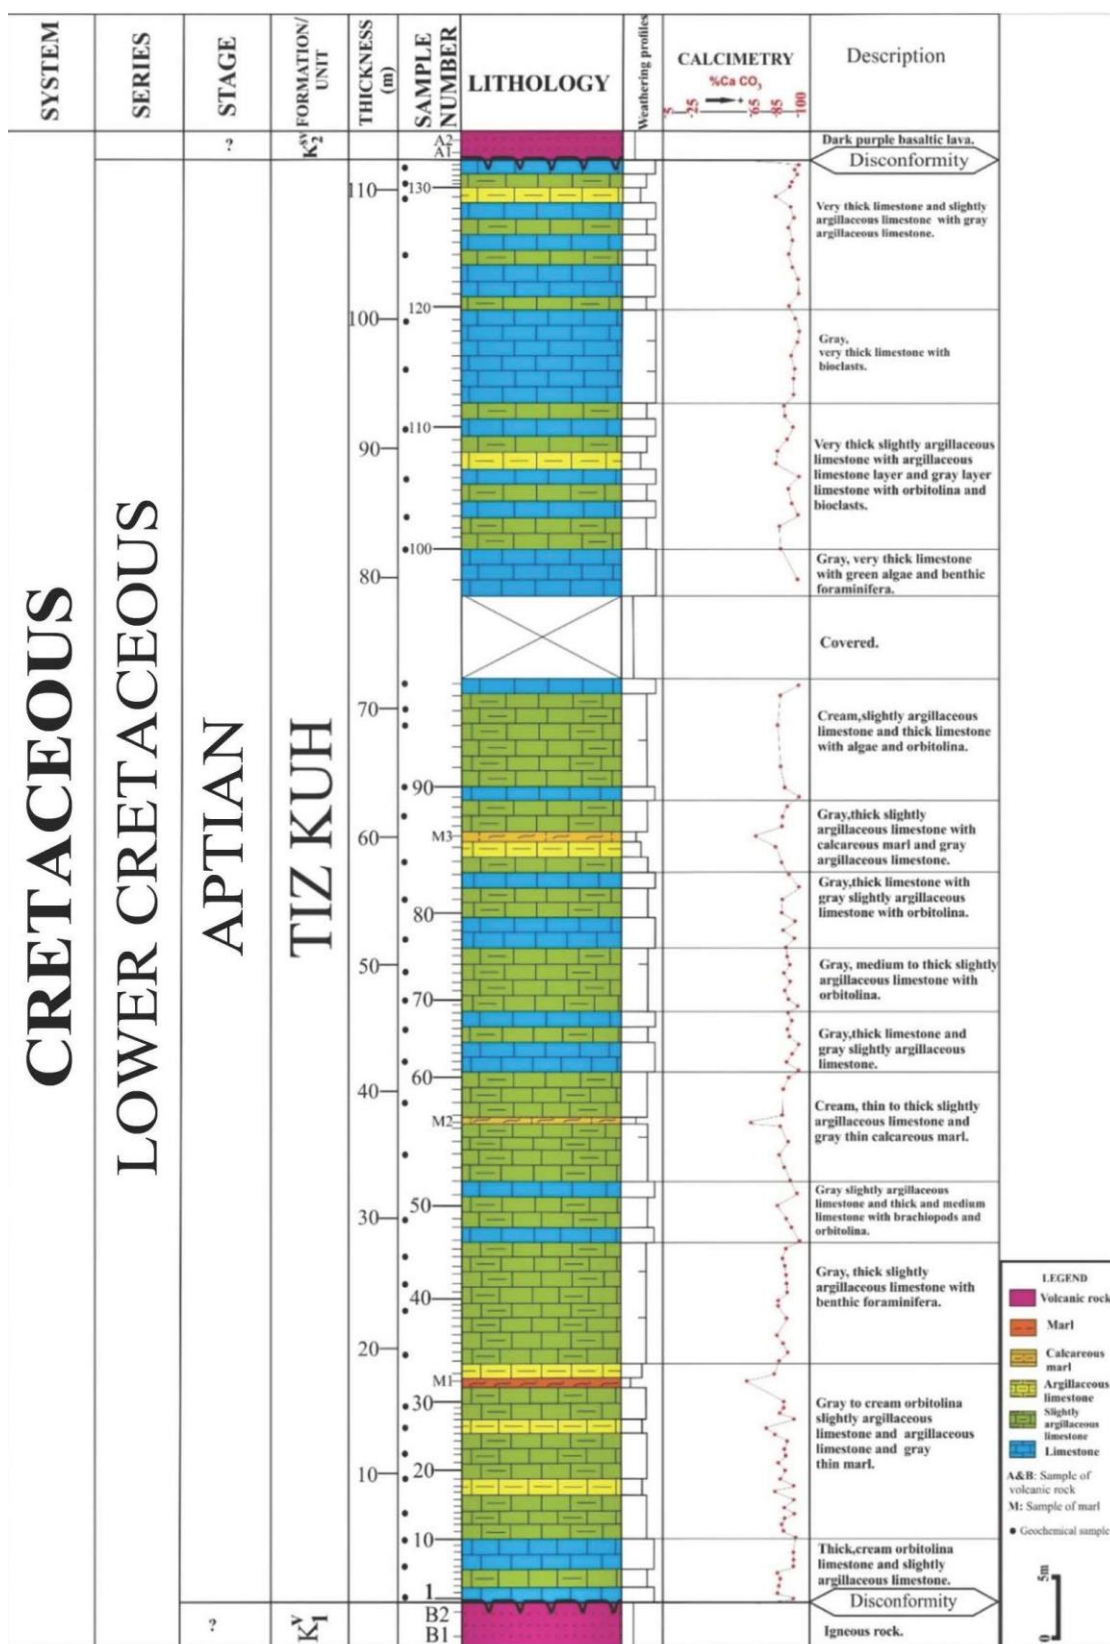 SYSTEM
SERIES
STAGE
FORMATION/
UNIT
THICKNESS
(m)
SAMPLE
NUMBER
LITHOLOGY
Weathering profiles
CALCIMETRY
%Ca CO3
+
5
25
65
85
100
Description
CRETACEOUS
LOWER CRETACEOUS
?
K2sv
A2
A1
Dark purple basaltic lava.
Disconformity
APTIAN
TIZ KUH
110
100
90
80
70
60
50
40
30
20
10
130
120
110
100
90
M3
80
70
60
M2
50
40
M1
30
20
10
1
Very thick limestone and slightly
argillaceous limestone with gray
argillaceous limestone.
Gray,
very thick limestone with
bioclasts.
Very thick slightly argillaceous
limestone with argillaceous
limestone layer and gray layer
limestone with orbitolina and
bioclasts.
Gray, very thick limestone
with green algae and benthic
foraminifera.
Covered.
Cream,slightly argillaceous
limestone and thick limestone
with algae and orbitolina.
Gray,thick slightly
argillaceous limestone with
calcareous marl and gray
argillaceous limestone.
Gray,thick limestone with
gray slightly argillaceous
limestone with orbitolina.
Gray, medium to thick slightly
argillaceous limestone with
orbitolina.
Gray,thick limestone and
gray slightly argillaceous
limestone.
Cream, thin to thick slightly
argillaceous limestone and
gray thin calcareous marl.
Gray slightly argillaceous
limestone and thick and medium
limestone with brachiopods and
orbitolina.
Gray, thick slightly
argillaceous limestone with
benthic foraminifera.
Gray to cream orbitolina
slightly argillaceous
limestone and argillaceous
limestone and gray
thin marl.
Thick,cream orbitolina
limestone and slightly
argillaceous limestone.
Disconformity
?
K1v
B2
B1
Igneous rock.
LEGEND
Volcanic rock
Marl
Calcareous
marl
Argillaceous
limestone
Slightly
argillaceous
limestone
Limestone
A&B: Sample of
volcanic rock
M: Sample of marl
Geochemical sample
5m
0